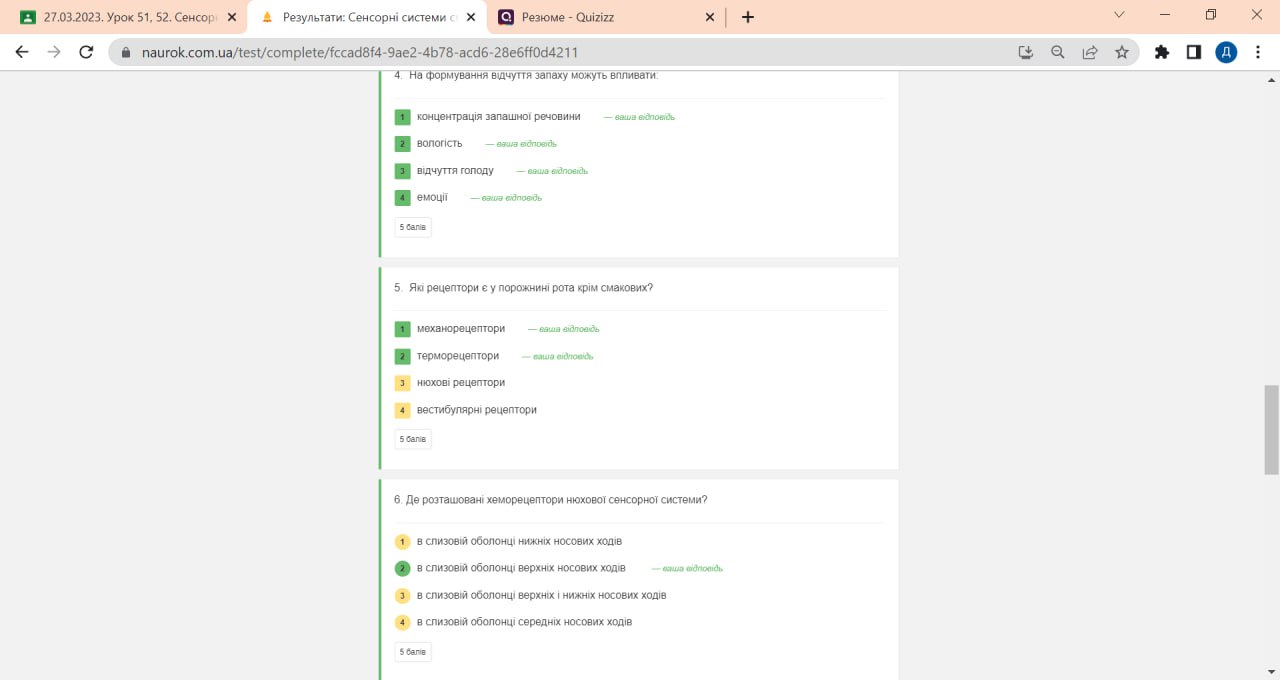 27.03.2023. Урок 51, 52. Сенсор
Результати: Сенсорні системи с
Резюме - Quizizz
naurok.com.ua/test/complete/fccad8f4-9ae2-4b78-acd6-28e6ff0d4211
Д
4. На формування відчуття запаху можуть впливати:
1 концентрація запашної речовини — ваша відповідь
2 вологість — ваша відповідь
3 відчуття голоду — ваша відповідь
4 емоції — ваша відповідь
5 балів
5. Які рецептори є у порожнині рота крім смакових?
1 механорецептори — ваша відповідь
2 терморецептори — ваша відповідь
3 нюхові рецептори
4 вестибулярні рецептори
5 балів
6. Де розташовані хеморецептори нюхової сенсорної системи?
1 в слизовій оболонці нижніх носових ходів
2 в слизовій оболонці верхніх носових ходів — ваша відповідь
3 в слизовій оболонці верхніх і нижніх носових ходів
4 в слизовій оболонці середніх носових ходів
5 балів